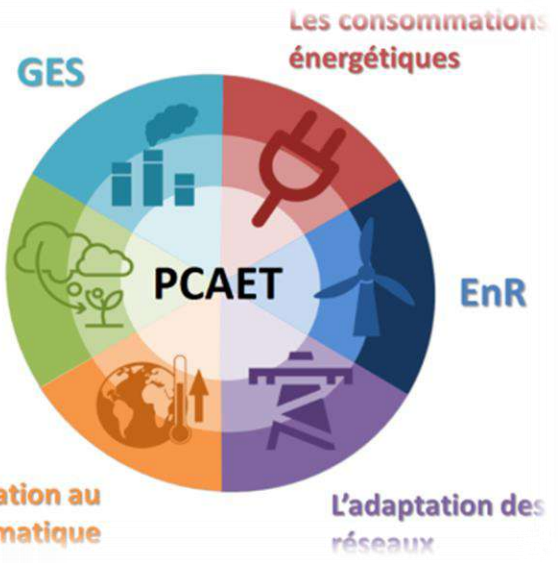 Les consommations
énergétiques
GES
PCAET
EnR
ation au
matique
L'adaptation des
réseaux